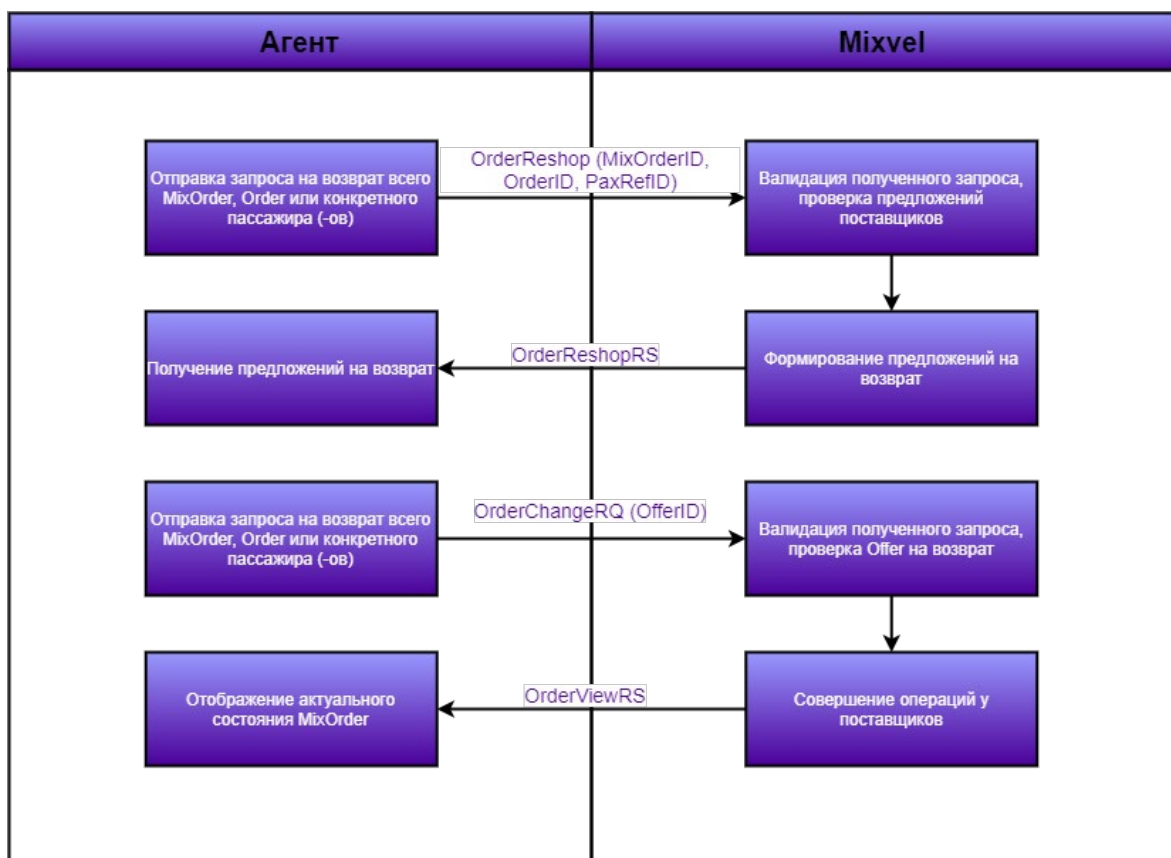 Агент
Mixvel
Отправка запроса на возврат всего
MixOrder, Order или конкретного
пассажира (-ов)
OrderReshop (MixOrderID,
OrderID, PaxRefID)
Валидация полученного запроса,
проверка предложений
поставщиков
Получение предложений на возврат
OrderReshopRS
Формирование предложений на
возврат
Отправка запроса на возврат всего
MixOrder, Order или конкретного
пассажира (-ов)
OrderChangeRQ (OfferID)
Валидация полученного запроса,
проверка Offer на возврат
Отображение актуального
состояния MixOrder
OrderViewRS
Совершение операций у
поставщиков